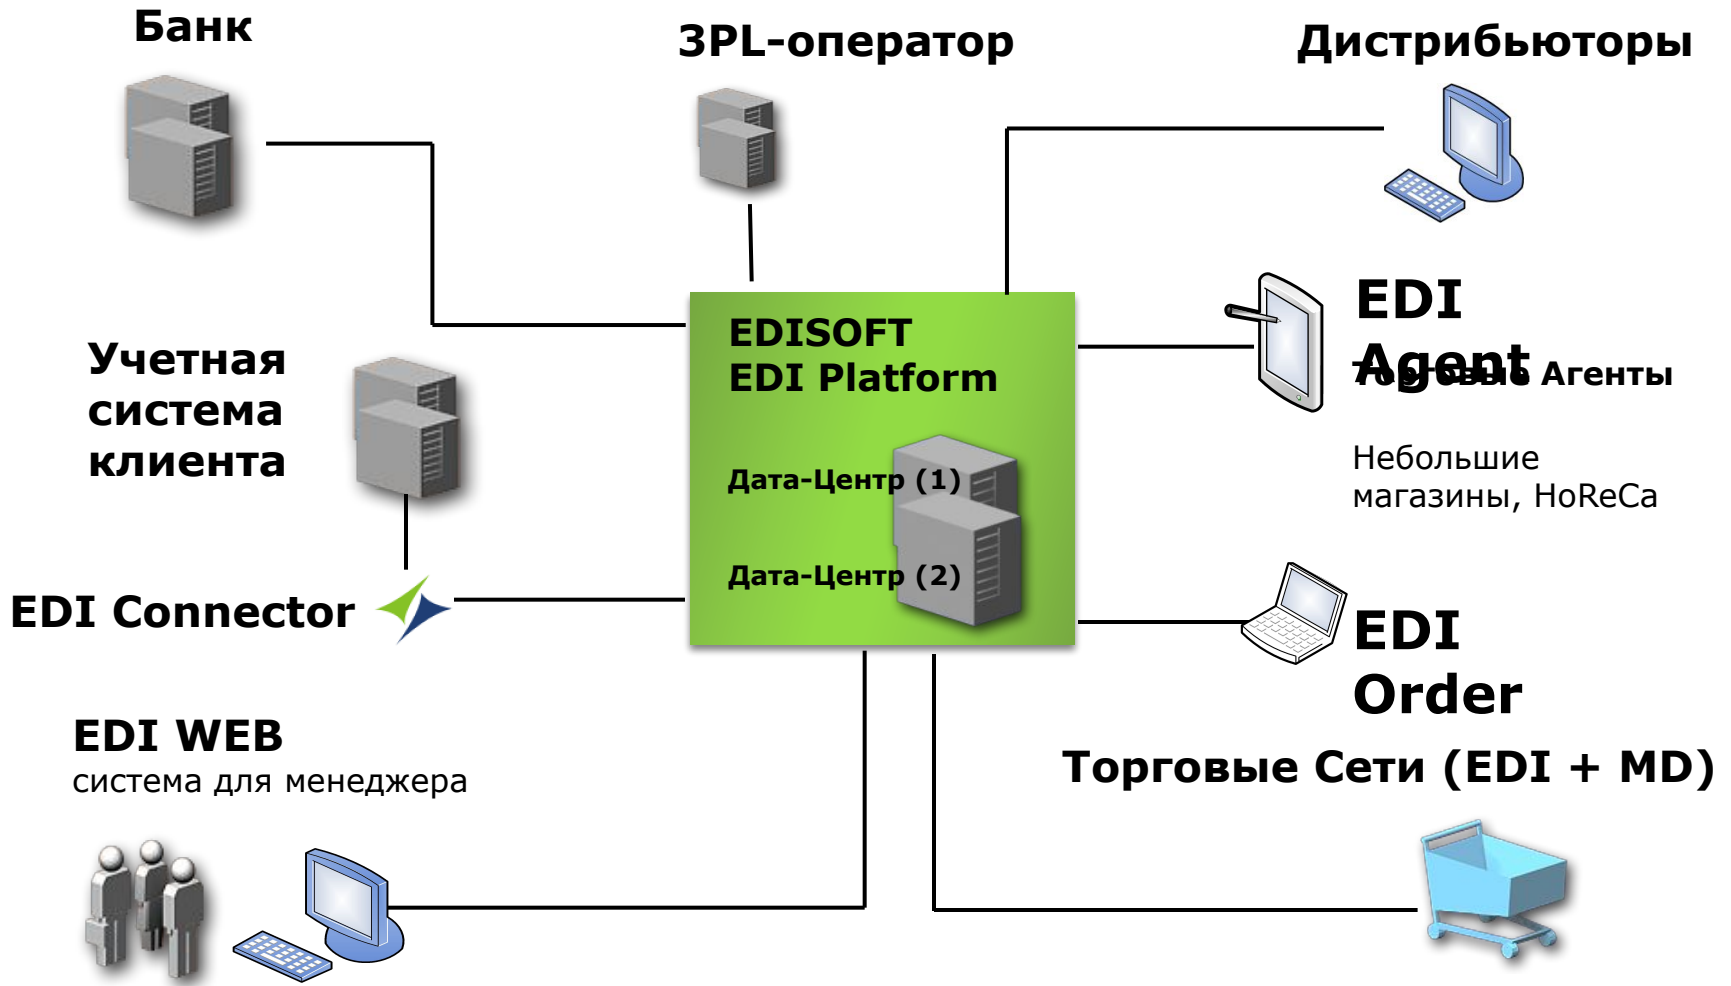 Банк
3PL-оператор
Дистрибьюторы
EDISOFT
EDI Platform
Дата-Центр (1)
Дата-Центр (2)
Учетная
система
клиента
EDI Connector
EDI WEB
система для менеджера
EDI
Agent
Торговые Агенты
Небольшие
магазины, HoReCa
EDI
Order
Торговые Сети (EDI + MD)